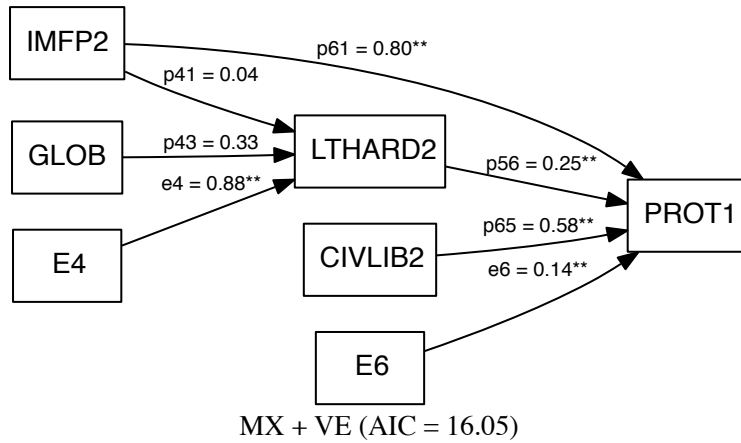 IMFP2
p61 = 0.80**
p41 = 0.04
GLOB
p43 = 0.33
LTHARD2
e4 = 0.88**
p56 = 0.25**
PROT1
E4
CIVLIB2
p65 = 0.58**
e6 = 0.14**
E6
MX + VE (AIC = 16.05)